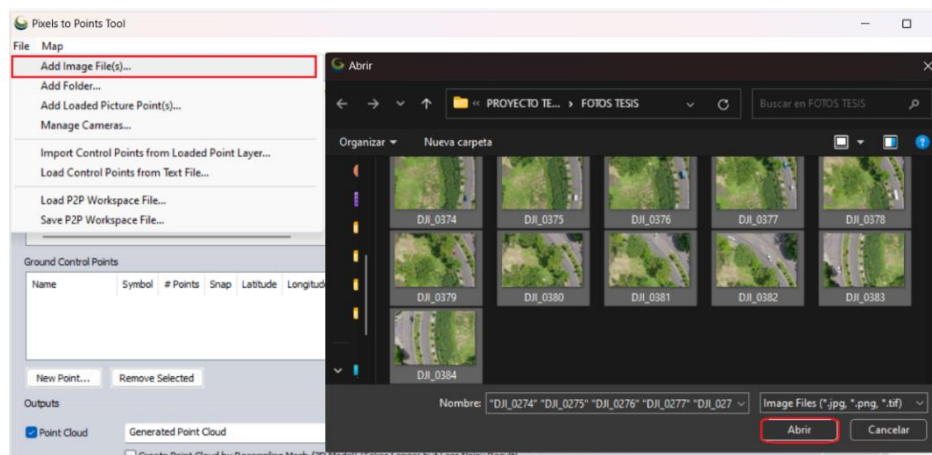 Pixels to Points Tool
File Map
Add Image File(s)...
Add Folder...
Add Loaded Picture Point(s)...
Manage Cameras...
Import Control Points from Loaded Point Layer...
Load Control Points from Text File...
Load P2P Workspace File...
Save P2P Workspace File...
Ground Control Points
Name Symbol # Points Snap Latitude Longitud
New Point... Remove Selected
Outputs
Point Cloud Generated Point Cloud
Abrir
« PROYECTO TE... › FOTOS TESIS Buscar en FOTOS TESIS
Organizar Nueva carpeta
DJI_0374 DJI_0375 DJI_0376 DJI_0377 DJI_0378
DJI_0379 DJI_0380 DJI_0381 DJI_0382 DJI_0383
DJI_0384
Nombre: "DJI_0274" "DJI_0275" "DJI_0276" "DJI_0277" "DJI_027 Image Files (*.jpg, *.png, *.tif)
Abrir Cancelar